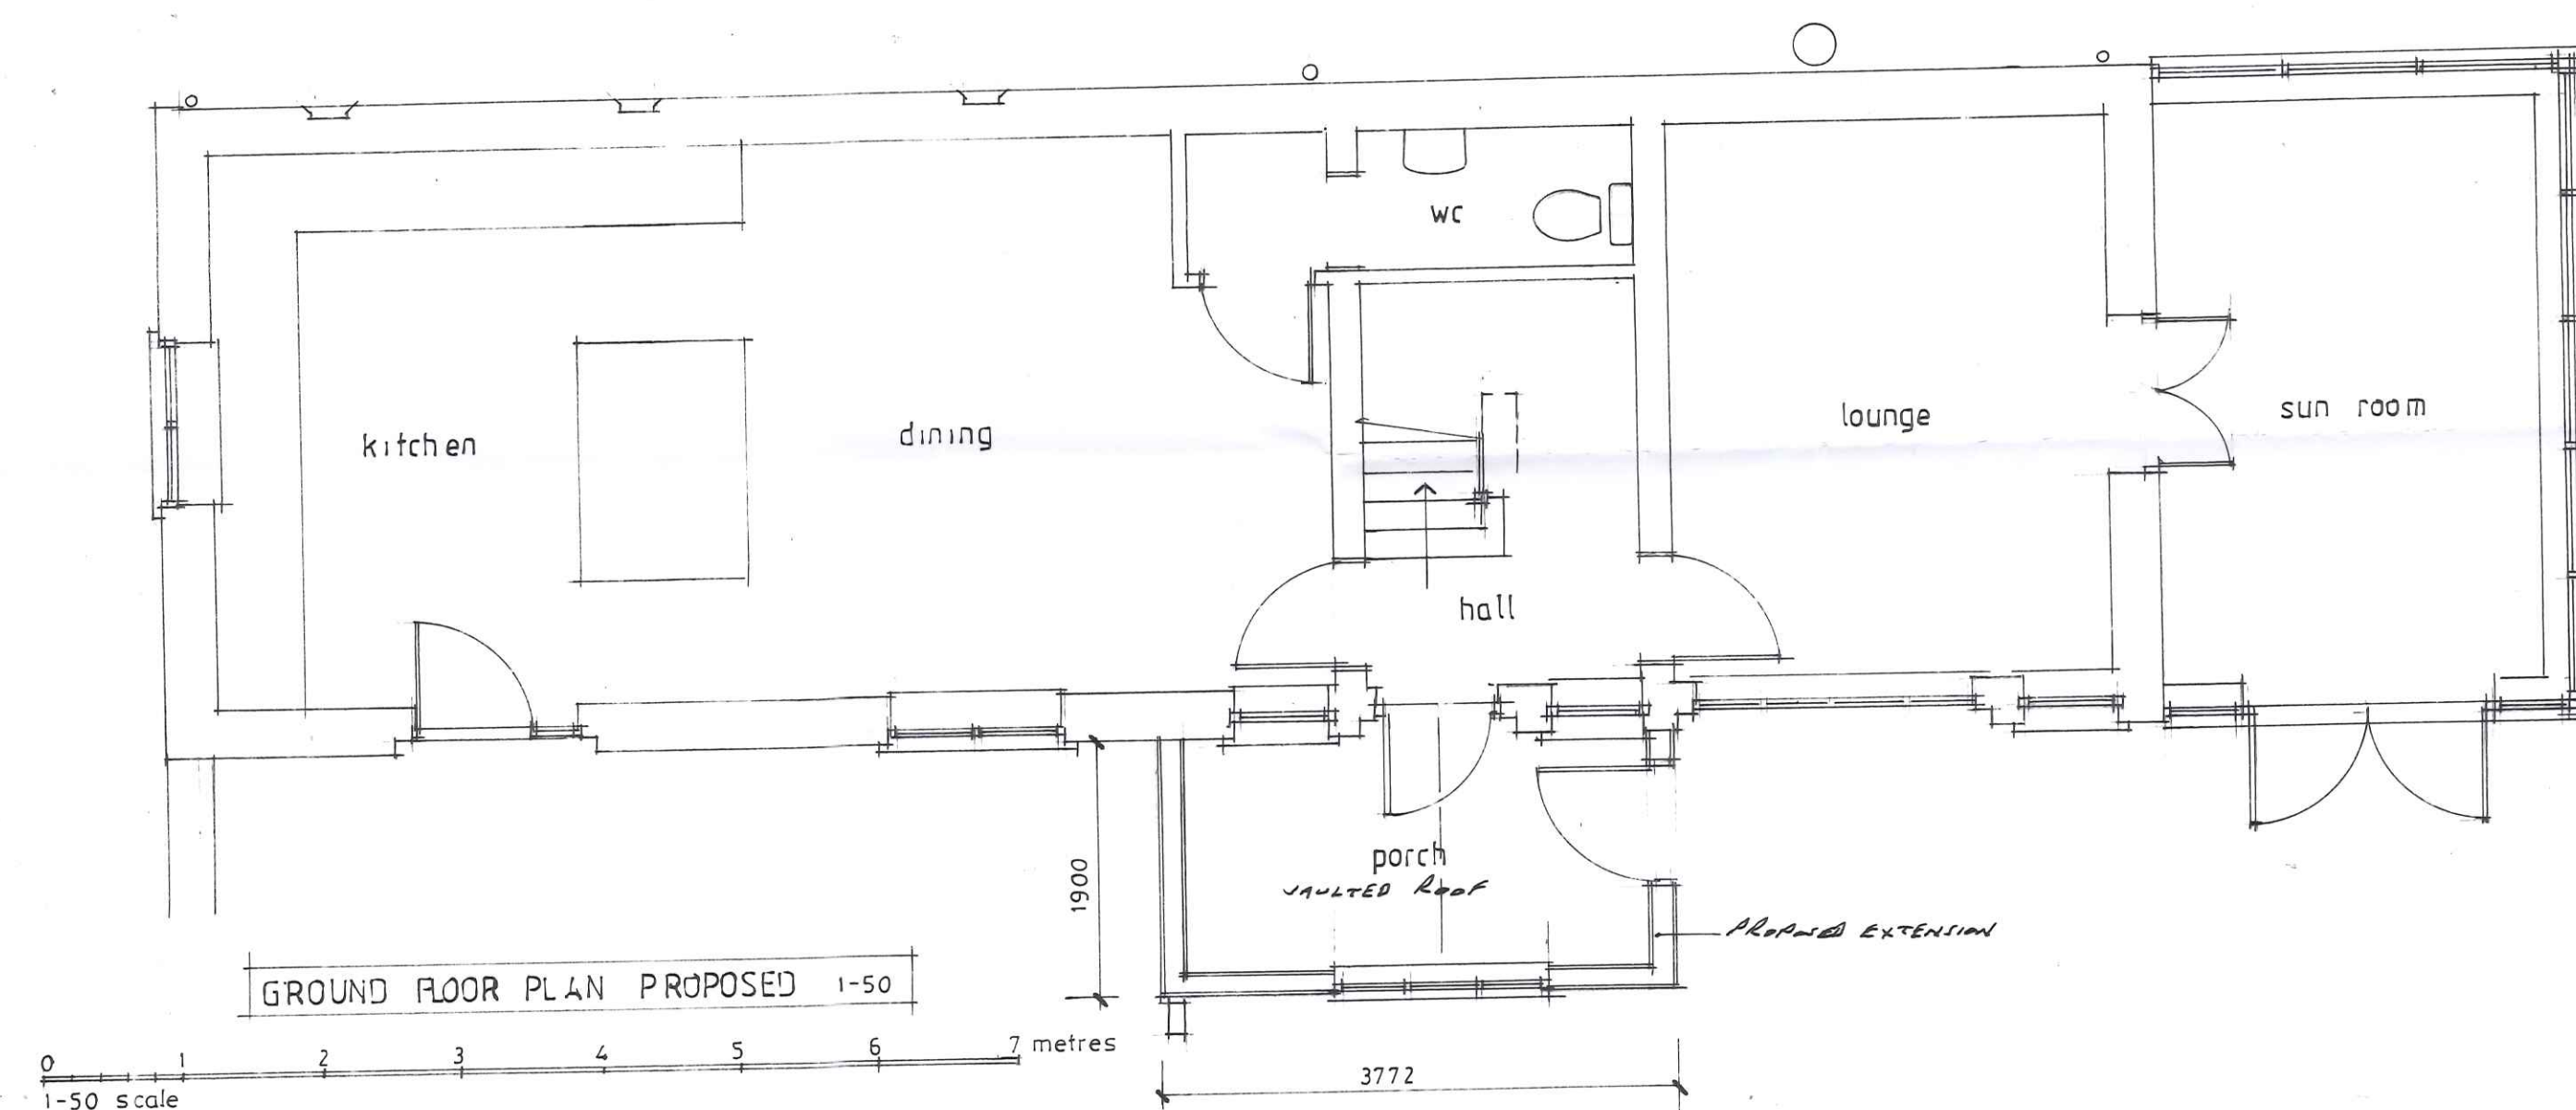 wc
kitchen
dining
lounge
sun room
hall
porch
VAULTED ROOF
1900
PROPOSED EXTENSION
GROUND FLOOR PLAN PROPOSED 1-50
0 1 2 3 4 5 6 7 metres
1-50 scale
3772